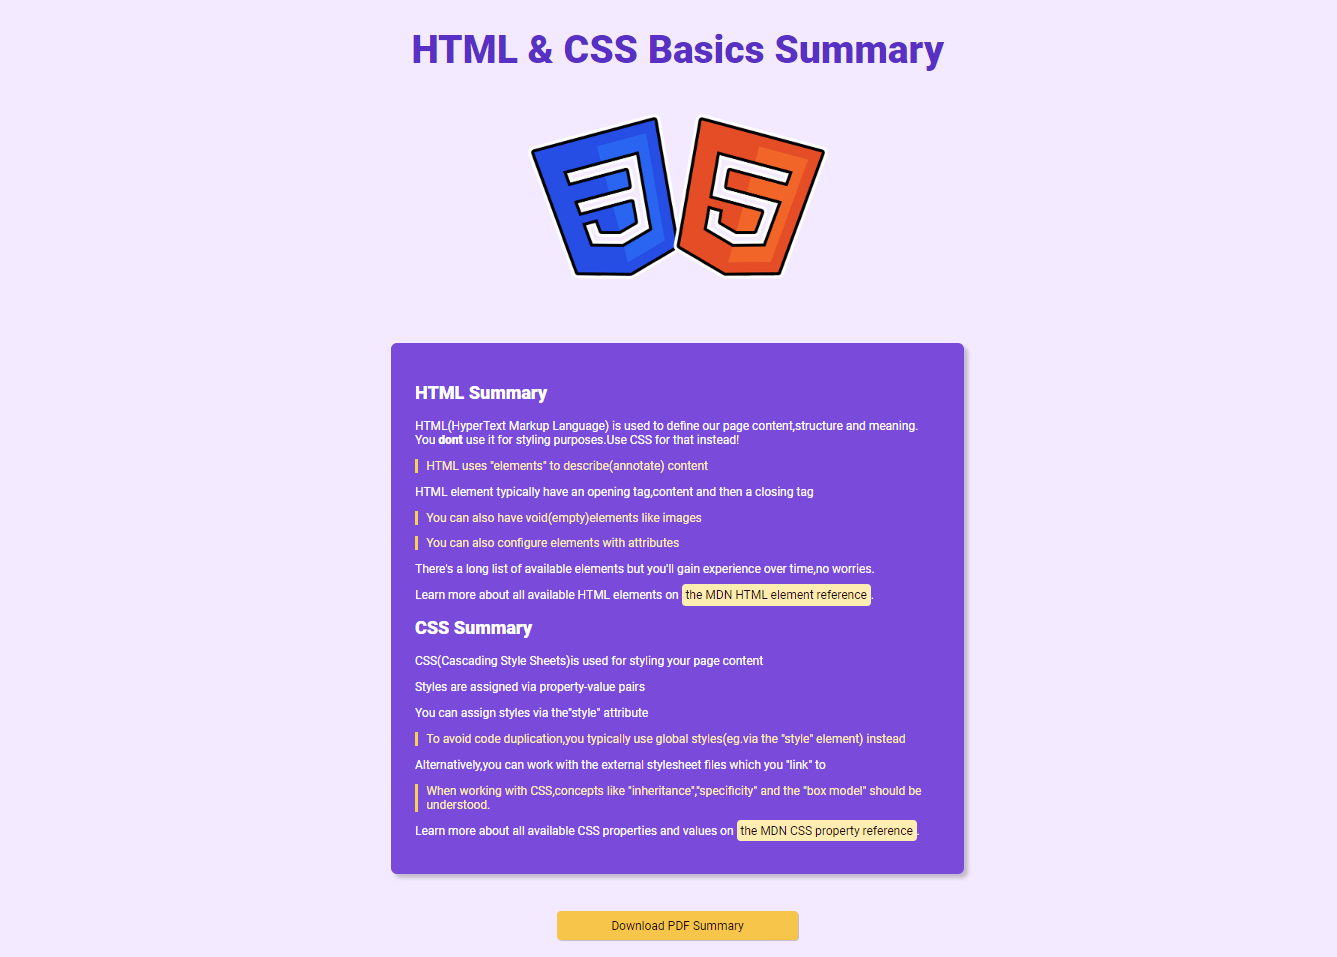 HTML & CSS Basics Summary
HTML Summary
HTML(HyperText Markup Language) is used to define our page content,structure and meaning.
You dont use it for styling purposes.Use CSS for that instead!
HTML uses "elements" to describe(annotate) content
HTML element typically have an opening tag,content and then a closing tag
You can also have void(empty)elements like images
You can also configure elements with attributes
There's a long list of available elements but you'll gain experience over time,no worries.
Learn more about all available HTML elements on the MDN HTML element reference.
CSS Summary
CSS(Cascading Style Sheets)is used for styling your page content
Styles are assigned via property-value pairs
You can assign styles via the"style" attribute
To avoid code duplication,you typically use global styles(eg.via the "style" element) instead
Alternatively,you can work with the external stylesheet files which you "link" to
When working with CSS,concepts like "inheritance","specificity" and the "box model" should be
understood.
Learn more about all available CSS properties and values on the MDN CSS property reference.
Download PDF Summary